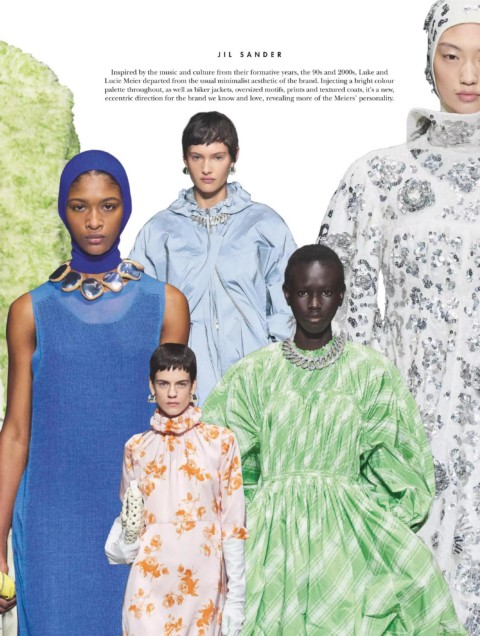 JIL SANDER
Inspired by the music and culture from their formative years, the 90s and 2000s, Luke and
Lucie Meier departed from the usual minimalist aesthetic of the brand. Injecting a bright colour
palette throughout, as well as biker jackets, oversized motifs, prints and textured coats, it's a new,
eccentric direction for the brand we know and love, revealing more of the Meiers' personality.